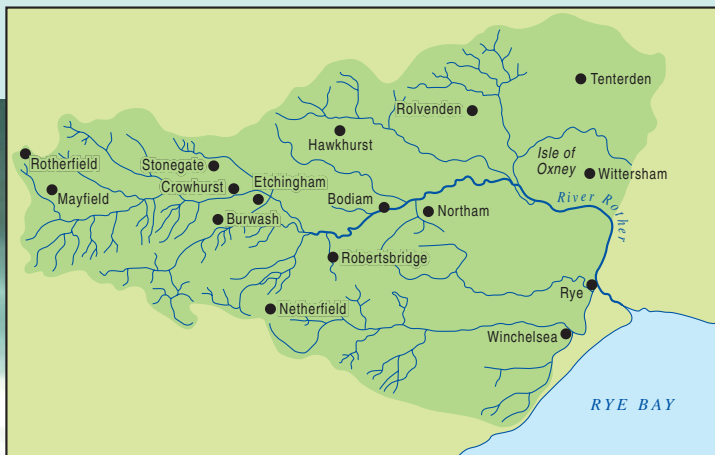 Tenterden
Rolvenden
Hawkhurst
Isle of
Oxney
Rotherfield
Stonegate
Wittersham
Crowhurst
Etchingham
Mayfield
Bodiam
River Rother
Burwash
Northam
Robertsbridge
Rye
Netherfield
Winchelsea
RYE BAY